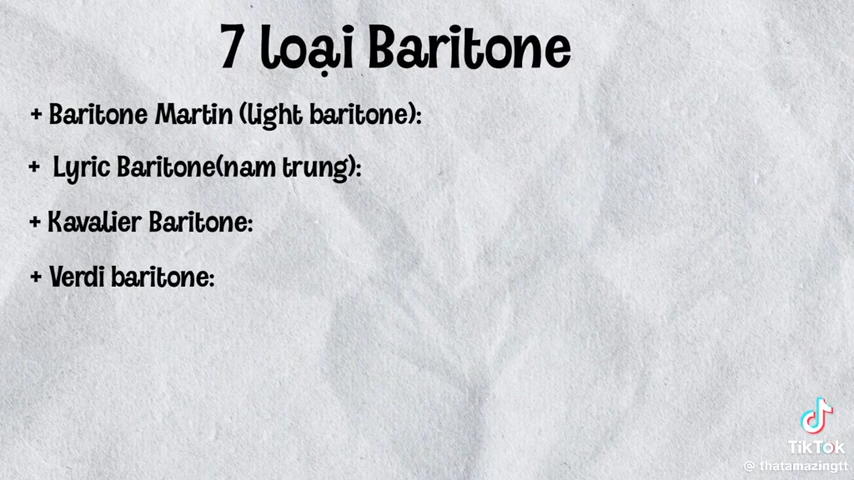 7 loại Baritone
+ Baritone Martin (light baritone):
+ Lyric Baritone(nam trung):
+ Kavalier Baritone:
+ Verdi baritone:
TikTok
@ thatamazingtt